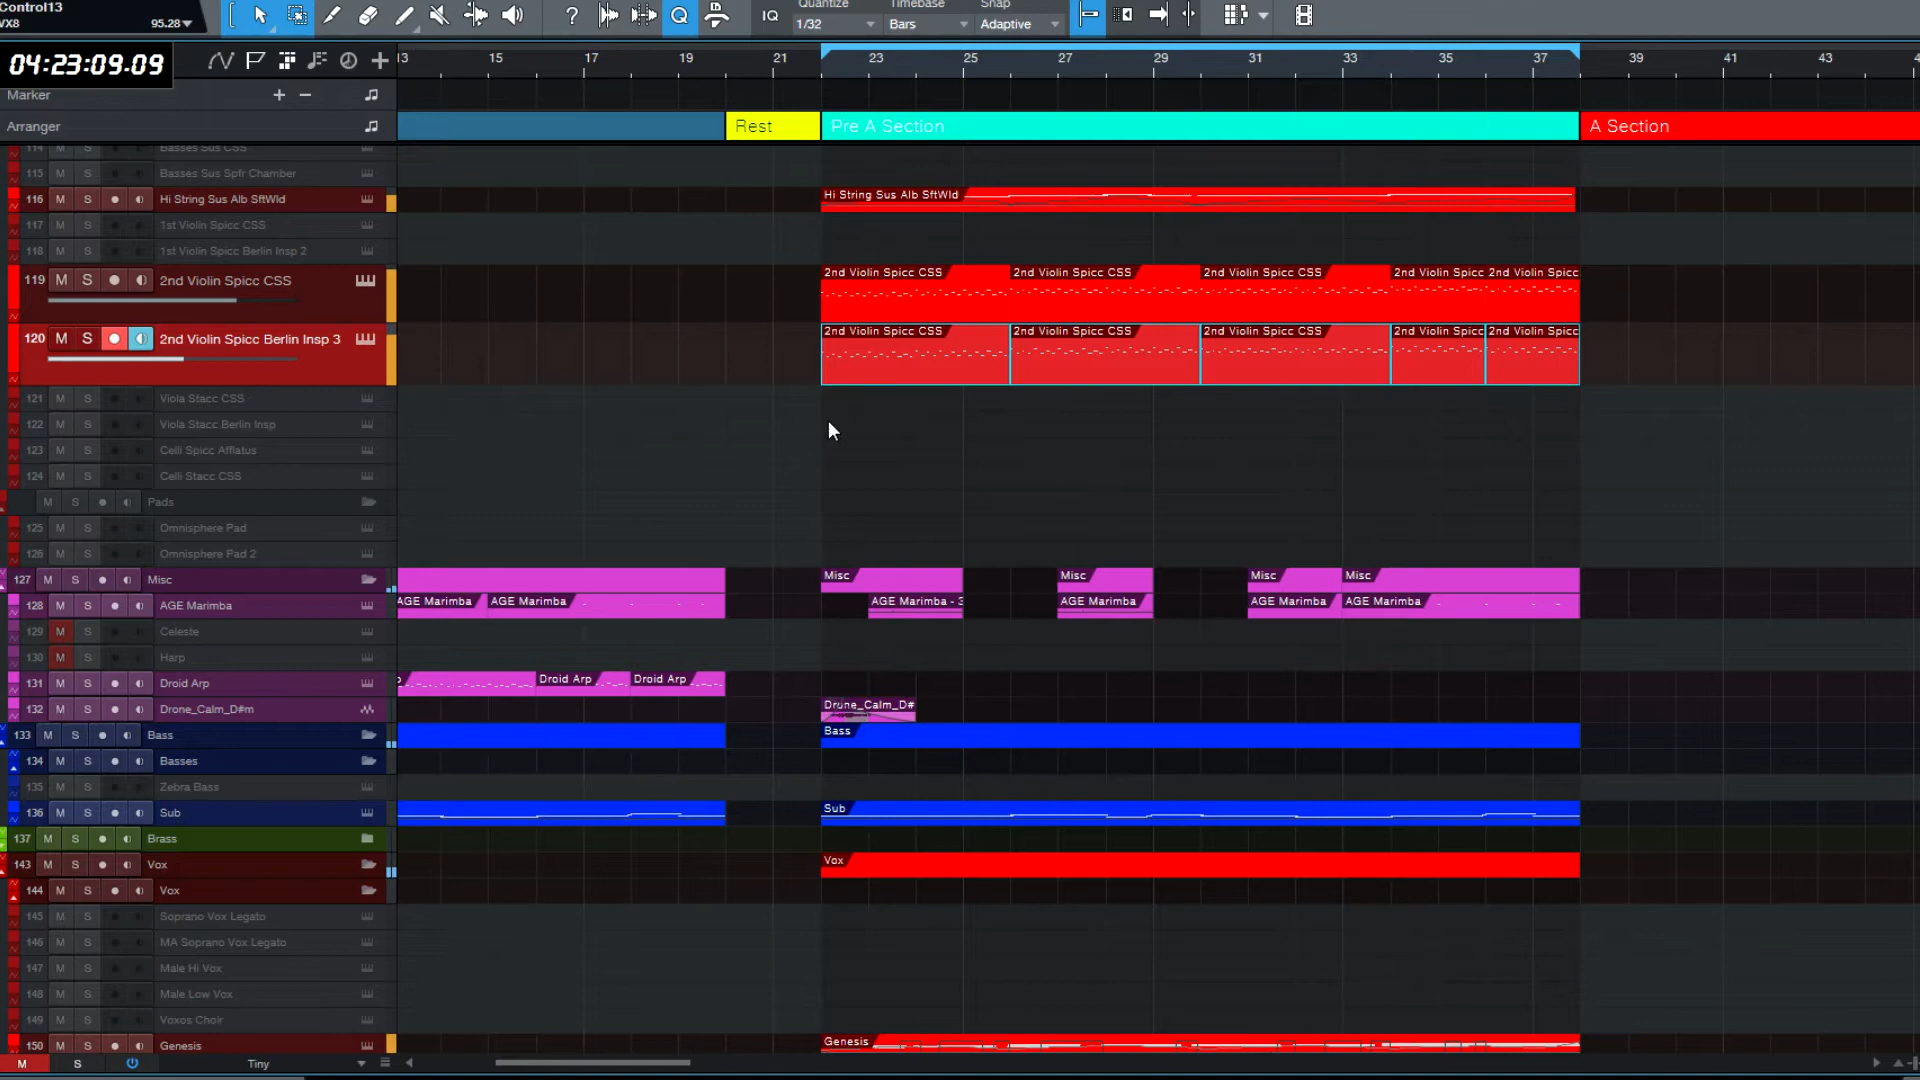 Control13
VX8 95.28
IQ
Quantize
1/32
Timebase
Bars
Snap
Adaptive
04:23:09.09
13 15 17 19 21 23 25 27 29 31 33 35 37 39 41 43
Marker
Arranger
Rest
Pre A Section
A Section
114 M S Basses Sus CSS
115 M S Basses Sus Spfr Chamber
116 M S Hi String Sus Alb SftWld
Hi String Sus Alb SftWld
117 M S 1st Violin Spicc CSS
118 M S 1st Violin Spicc Berlin Insp 2
119 M S 2nd Violin Spicc CSS
2nd Violin Spicc CSS 2nd Violin Spicc CSS 2nd Violin Spicc CSS 2nd Violin Spicc 2nd Violin Spicc
120 M S 2nd Violin Spicc Berlin Insp 3
2nd Violin Spicc CSS 2nd Violin Spicc CSS 2nd Violin Spicc CSS 2nd Violin Spicc 2nd Violin Spicc
121 M S Viola Stacc CSS
122 M S Viola Stacc Berlin Insp
123 M S Celli Spicc Afflatus
124 M S Celli Stacc CSS
M S Pads
125 M S Omnisphere Pad
126 M S Omnisphere Pad 2
127 M S Misc
Misc Misc Misc Misc
128 M S AGE Marimba
AGE Marimba AGE Marimba AGE Marimba - 3 AGE Marimba AGE Marimba AGE Marimba
129 M S Celeste
130 M S Harp
131 M S Droid Arp
Droid Arp Droid Arp
132 M S Drone_Calm_D#m
Drone_Calm_D#
133 M S Bass
Bass
134 M S Basses
135 M S Zebra Bass
136 M S Sub
Sub
137 M S Brass
143 M S Vox
Vox
144 M S Vox
145 M S Soprano Vox Legato
146 M S MA Soprano Vox Legato
147 M S Male Hi Vox
148 M S Male Low Vox
149 M S Voxos Choir
150 M S Genesis
Genesis
M S Tiny